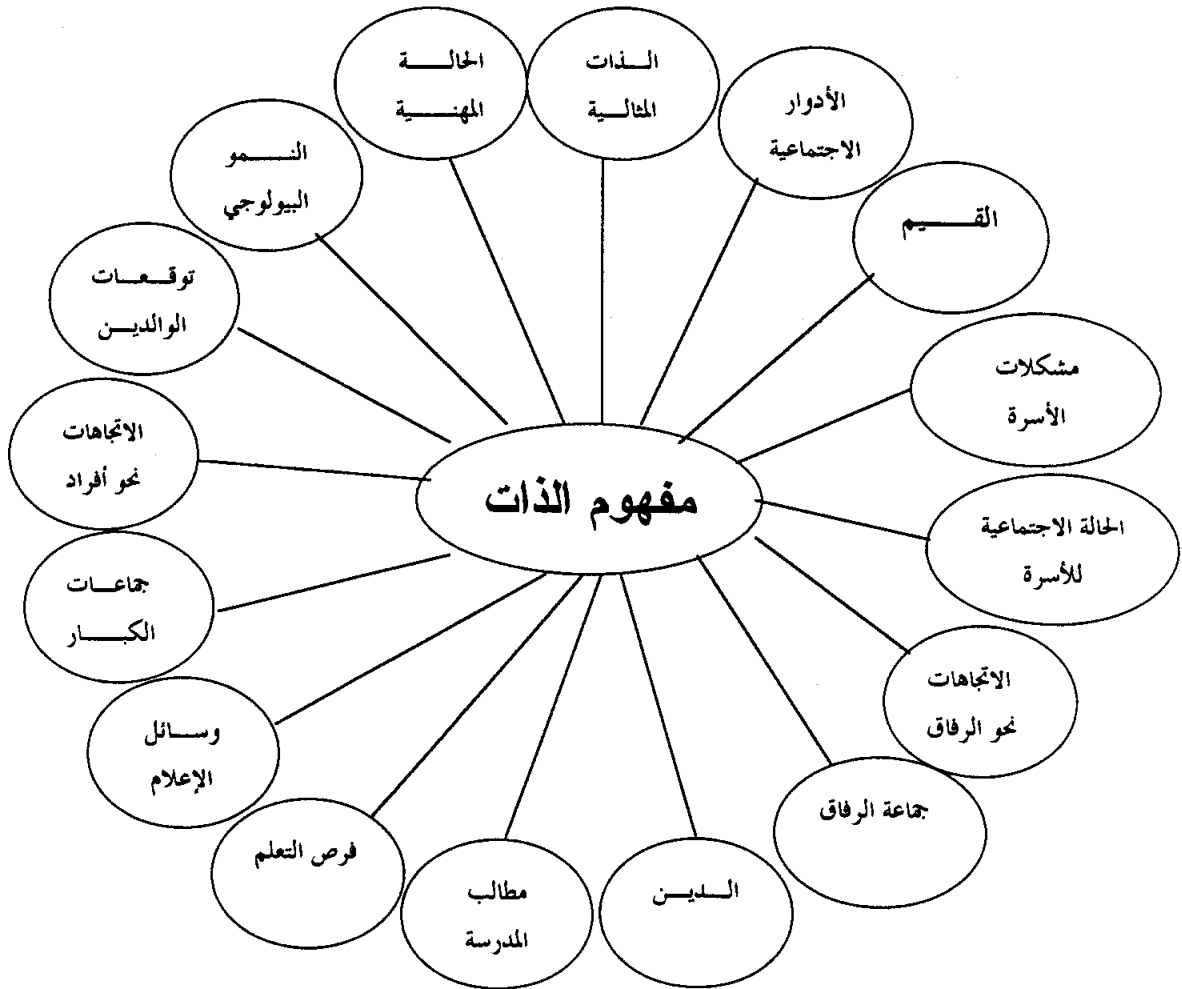 الذات
المثالية
الأدوار
الاجتماعية
القيم
مشكلات
الأسرة
الحالة الاجتماعية
للأسرة
الاتجاهات
نحو الرفاق
جماعة الرفاق
الدين
مطالب
المدرسة
فرص التعلم
وسائل
الإعلام
جماعات
الكبار
الاتجاهات
نحو أفراد
توقعات
الوالدين
النمو
البيولوجي
الحالة
المهنية
مفهوم الذات